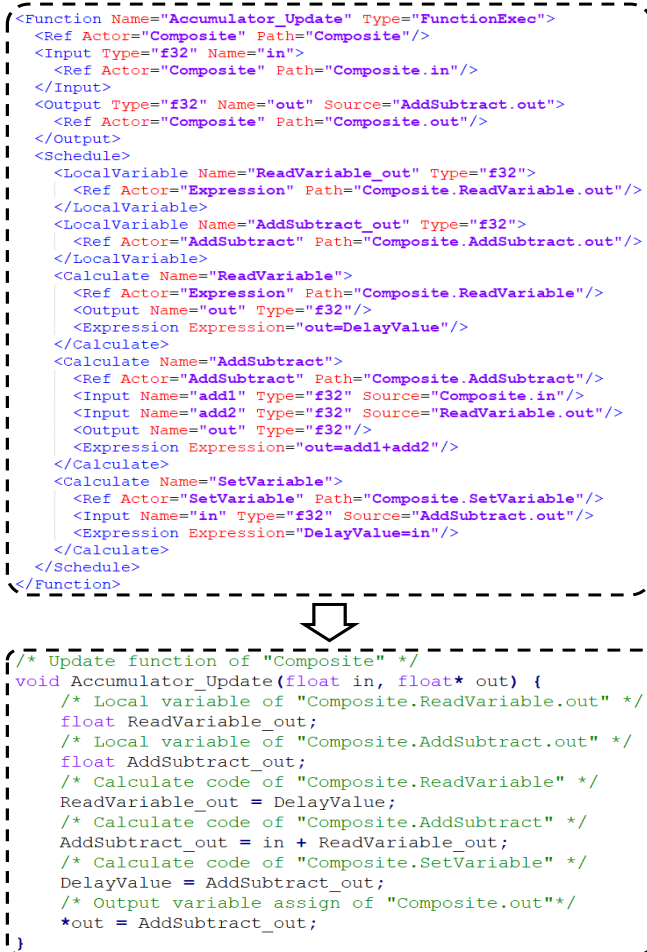 <Function Name="Accumulator_Update" Type="FunctionExec">
<Ref Actor="Composite" Path="Composite"/>
<Input Type="f32" Name="in">
<Ref Actor="Composite" Path="Composite.in"/>
</Input>
<Output Type="f32" Name="out" Source="AddSubtract.out">
<Ref Actor="Composite" Path="Composite.out"/>
</Output>
<Schedule>
<LocalVariable Name="ReadVariable_out" Type="f32">
<Ref Actor="Expression" Path="Composite.ReadVariable.out"/>
</LocalVariable>
<LocalVariable Name="AddSubtract_out" Type="f32">
<Ref Actor="AddSubtract" Path="Composite.AddSubtract.out"/>
</LocalVariable>
<Calculate Name="ReadVariable">
<Ref Actor="Expression" Path="Composite.ReadVariable"/>
<Output Name="out" Type="f32"/>
<Expression Expression="out=DelayValue"/>
</Calculate>
<Calculate Name="AddSubtract">
<Ref Actor="AddSubtract" Path="Composite.AddSubtract"/>
<Input Name="add1" Type="f32" Source="Composite.in"/>
<Input Name="add2" Type="f32" Source="ReadVariable.out"/>
<Output Name="out" Type="f32"/>
<Expression Expression="out=add1+add2"/>
</Calculate>
<Calculate Name="SetVariable">
<Ref Actor="SetVariable" Path="Composite.SetVariable"/>
<Input Name="in" Type="f32" Source="AddSubtract.out"/>
<Expression Expression="DelayValue=in"/>
</Calculate>
</Schedule>
</Function>
/* Update function of "Composite" */
void Accumulator_Update(float in, float* out) {
/* Local variable of "Composite.ReadVariable.out" */
float ReadVariable_out;
/* Local variable of "Composite.AddSubtract.out" */
float AddSubtract_out;
/* Calculate code of "Composite.ReadVariable" */
ReadVariable_out = DelayValue;
/* Calculate code of "Composite.AddSubtract" */
AddSubtract_out = in + ReadVariable_out;
/* Calculate code of "Composite.SetVariable" */
DelayValue = AddSubtract_out;
/* Output variable assign of "Composite.out"*/
*out = AddSubtract_out;
}